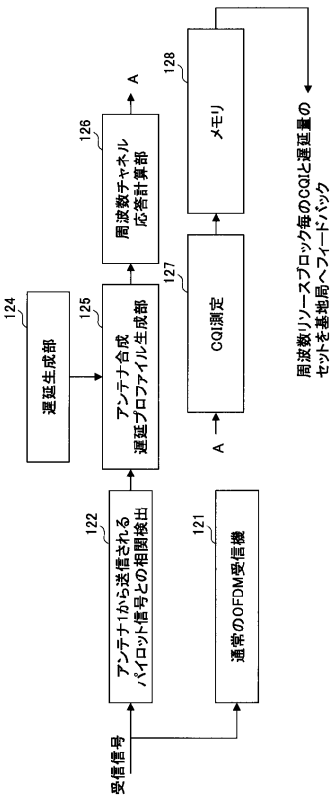 受信信号
122
アンテナ1から送信される
パイロット信号との相関検出
121
通常のOFDM受信機
124
遅延生成部
125
アンテナ合成
遅延プロファイル生成部
126
周波数チャネル
応答計算部
A
A
127
CQI測定
128
メモリ
周波数リソースブロック毎のCQIと遅延量の
セットを基地局へフィードバック